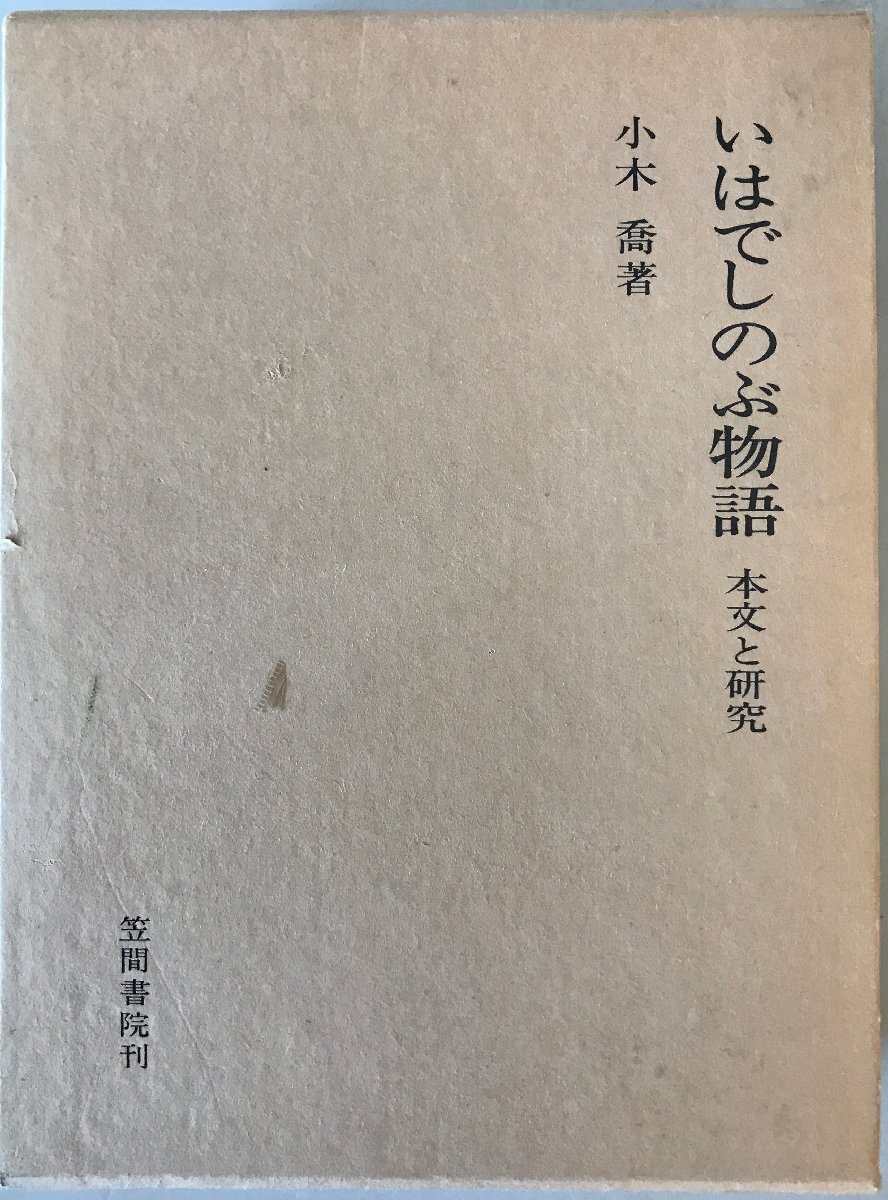 いはでしのぶ物語 本文と研究
小木 喬著
笠間書院刊